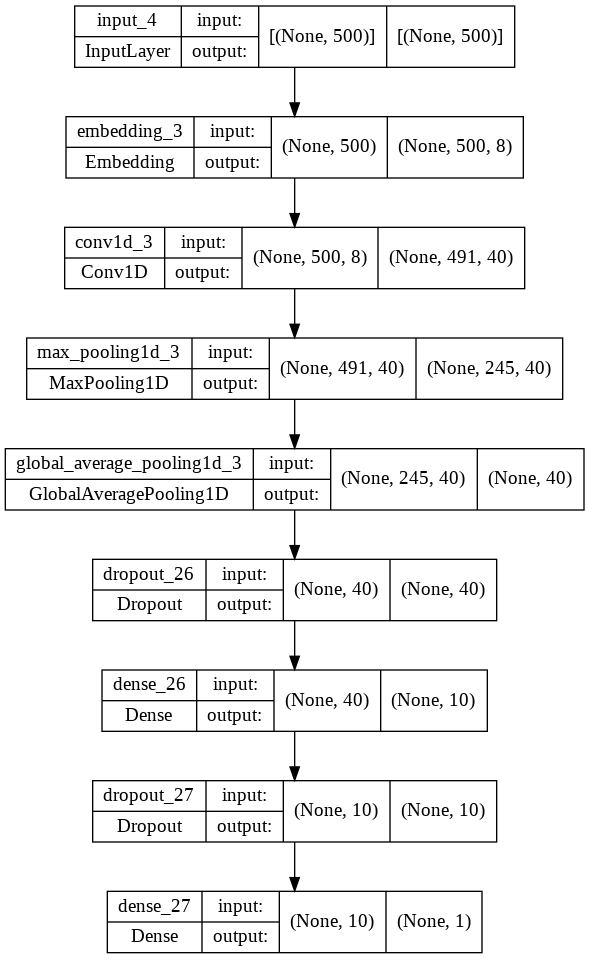 input_4 input: [(None, 500)] [(None, 500)]
InputLayer output:
embedding_3 input: (None, 500) (None, 500, 8)
Embedding output:
conv1d_3 input: (None, 500, 8) (None, 491, 40)
Conv1D output:
max_pooling1d_3 input: (None, 491, 40) (None, 245, 40)
MaxPooling1D output:
global_average_pooling1d_3 input: (None, 245, 40) (None, 40)
GlobalAveragePooling1D output:
dropout_26 input: (None, 40) (None, 40)
Dropout output:
dense_26 input: (None, 40) (None, 10)
Dense output:
dropout_27 input: (None, 10) (None, 10)
Dropout output:
dense_27 input: (None, 10) (None, 1)
Dense output: